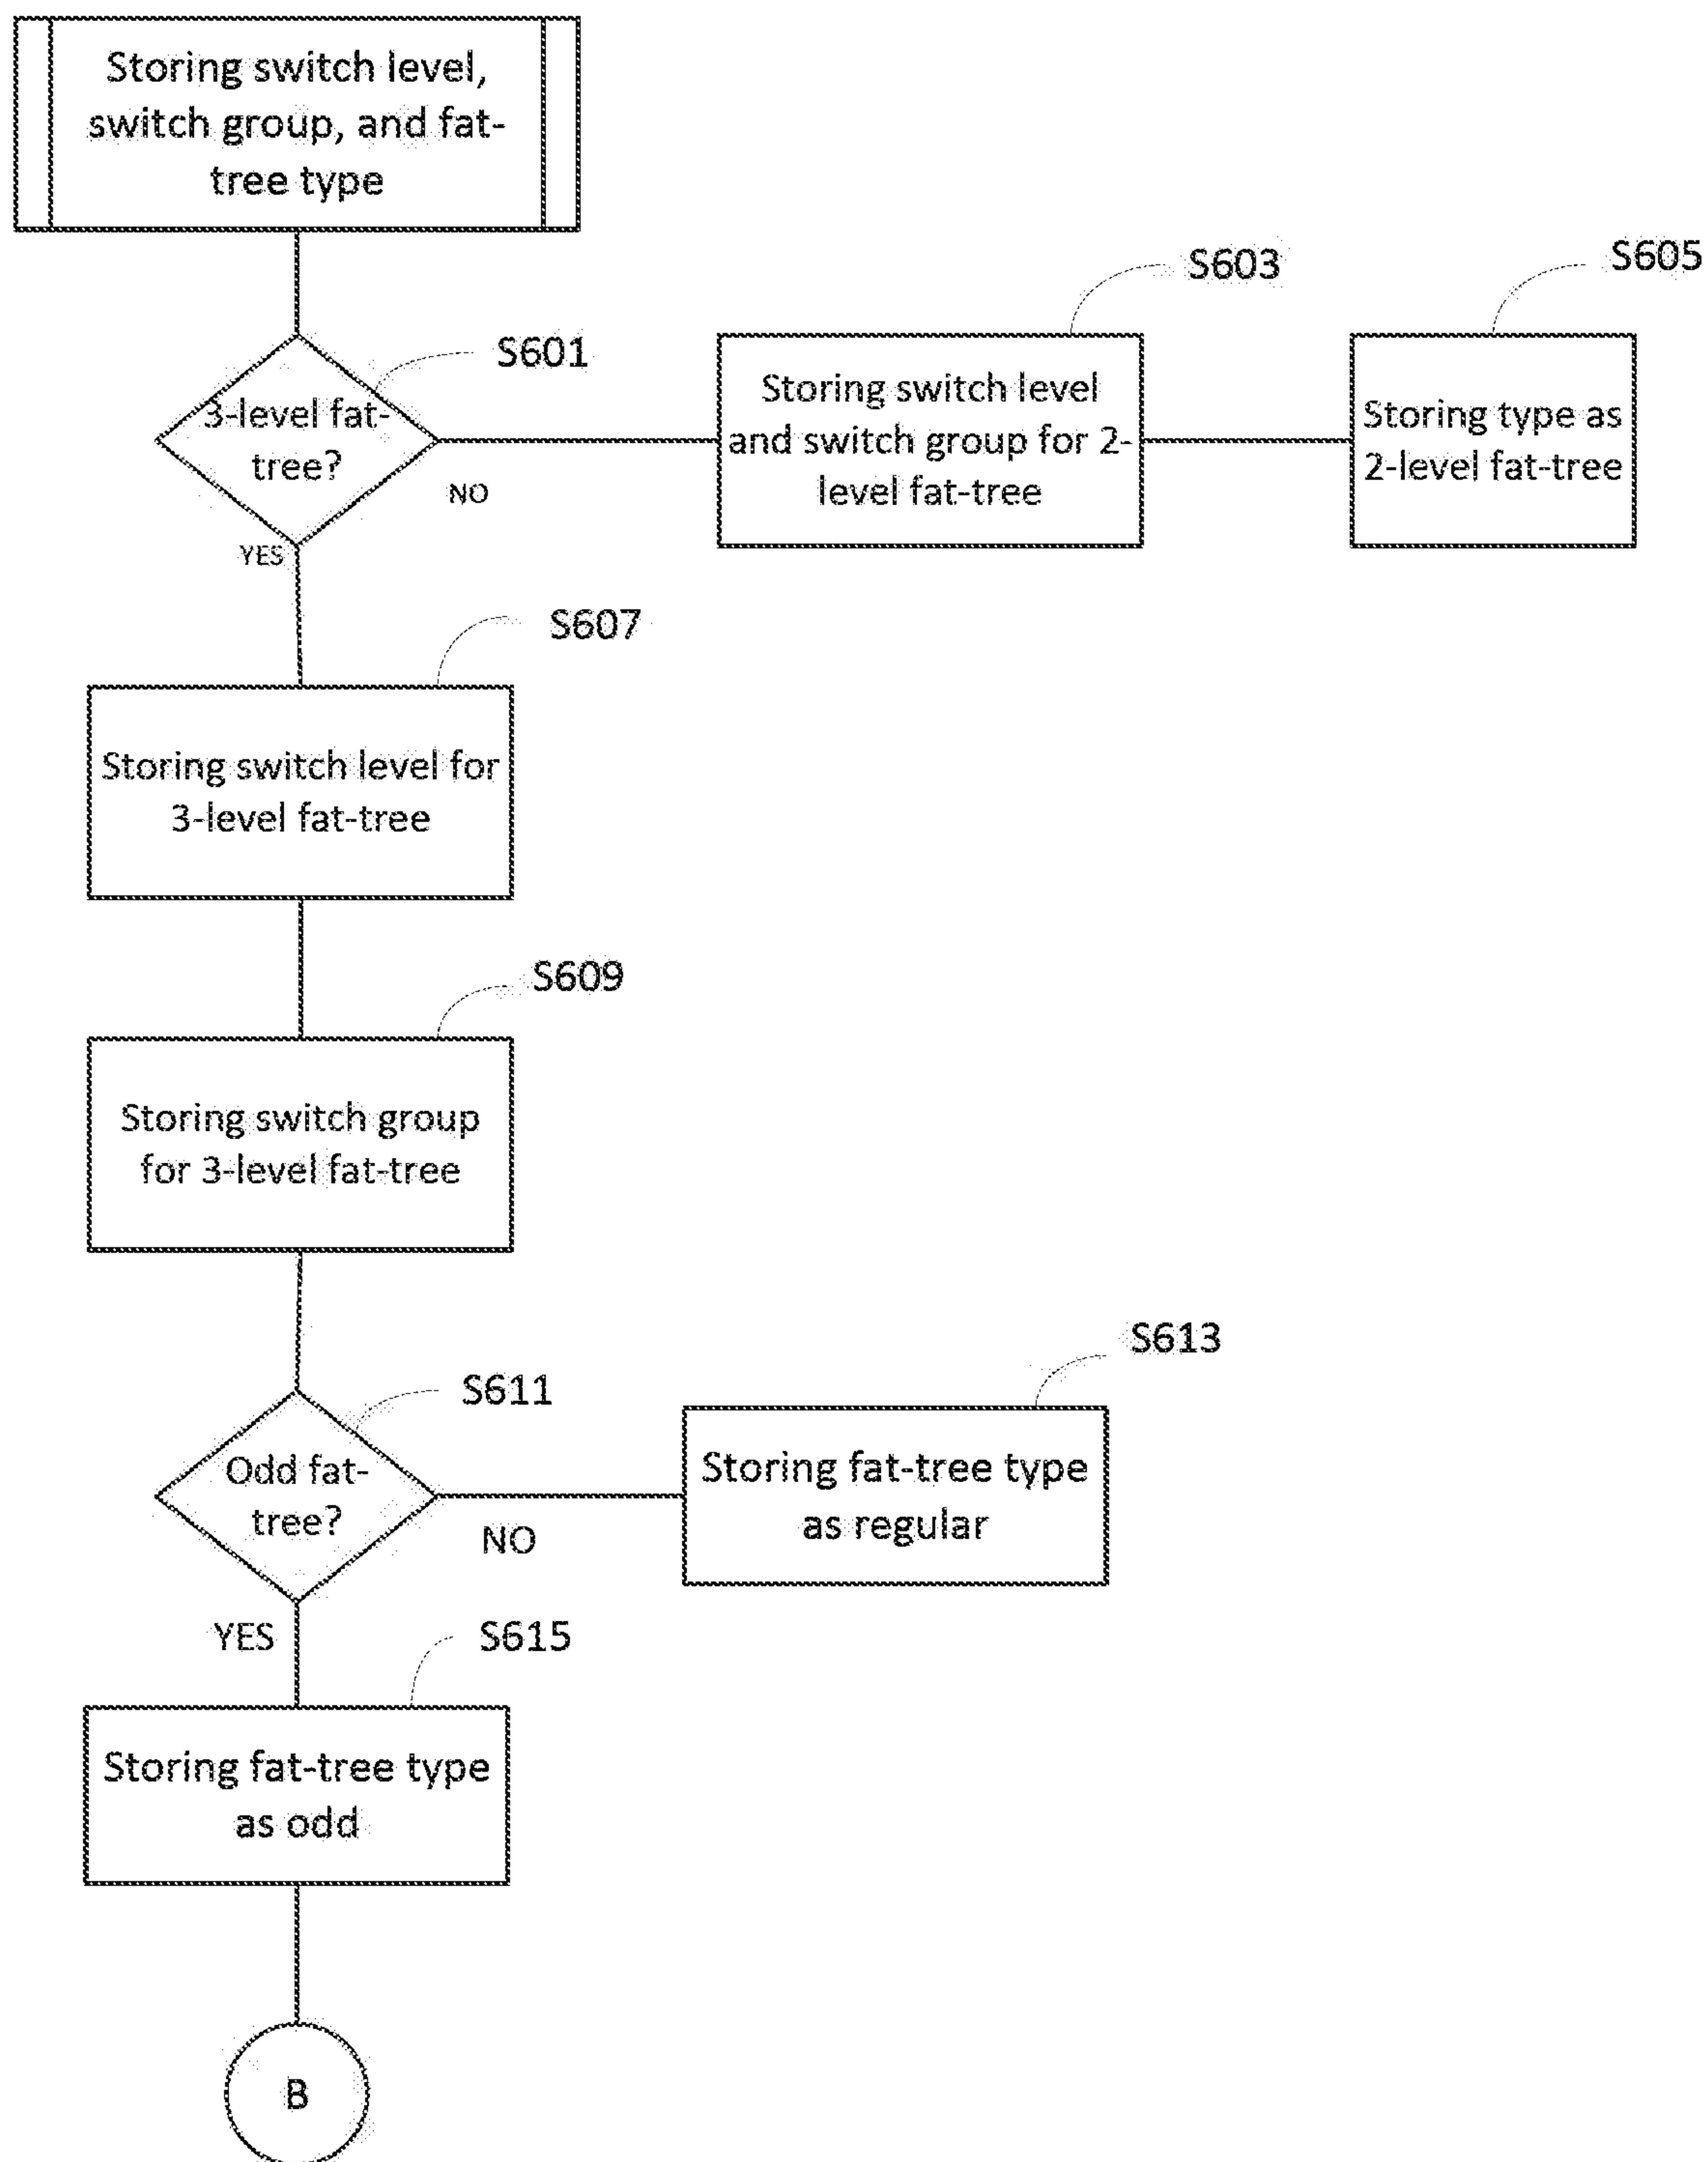 Storing switch level,
switch group, and fat-
tree type
S603
S605
S601
3-level fat-
tree?
NO
YES
Storing switch level
and switch group for 2-
level fat-tree
Storing type as
2-level fat-tree
S607
Storing switch level for
3-level fat-tree
S609
Storing switch group
for 3-level fat-tree
S611
Odd fat-
tree?
NO
YES
S613
Storing fat-tree type
as regular
S615
Storing fat-tree type
as odd
B